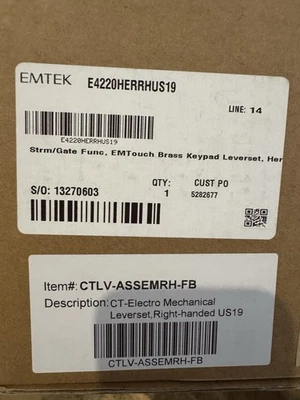 EMTEK E4220HERRHUS19
LINE: 14
E4220HERRHUS19
Strm/Gate Func, EMTouch Brass Keypad Leverset, Her
S/O: 13270603 QTY: 1 CUST PO 5282677
Item#: CTLV-ASSEMRH-FB
Description: CT-Electro Mechanical
Leverset,Right-handed US19
CTLV-ASSEMRH-FB